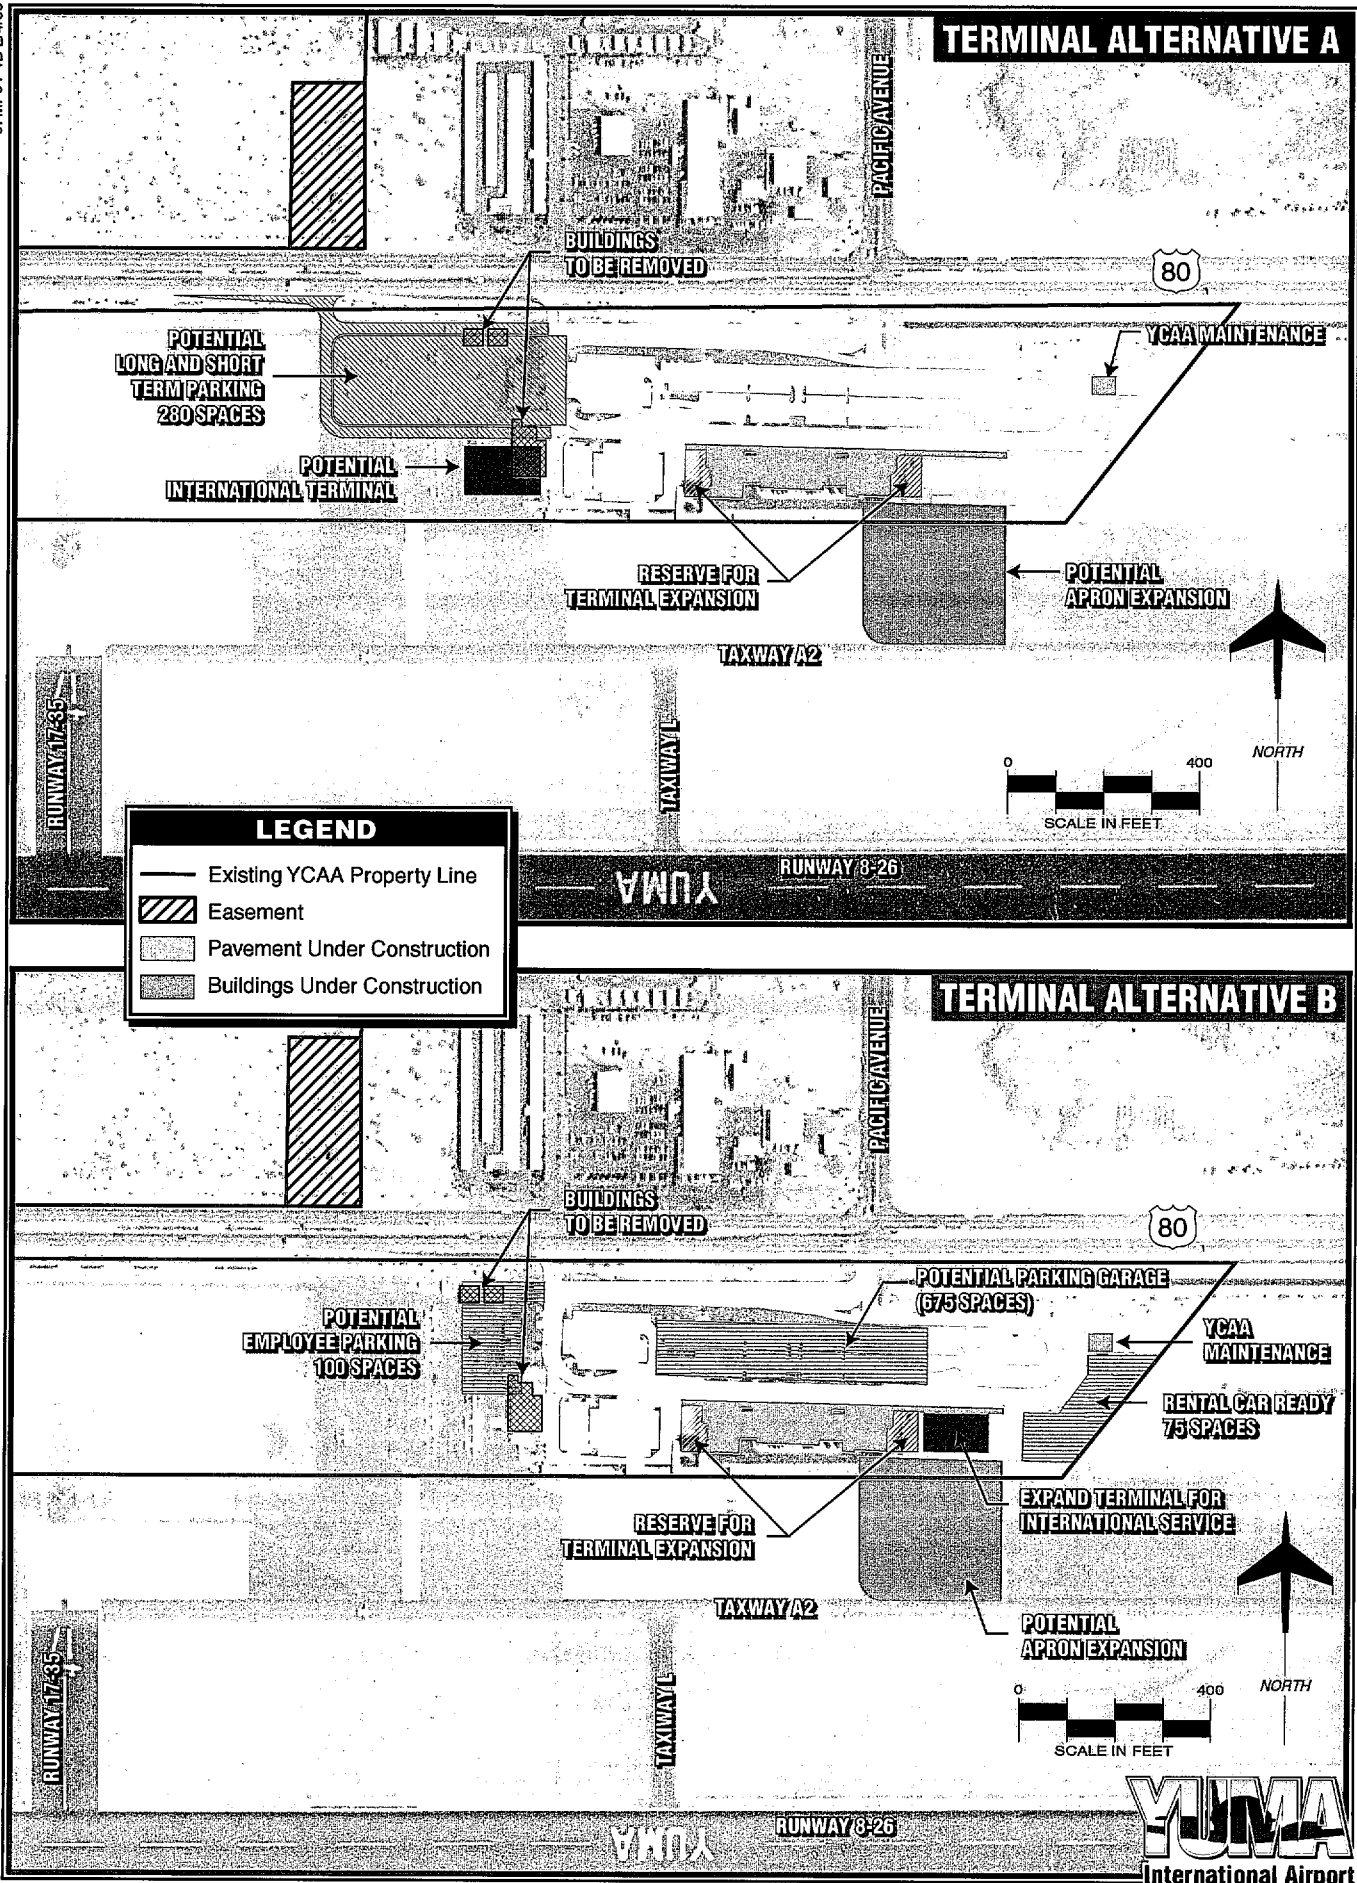 TERMINAL ALTERNATIVE A
PACIFIC AVENUE
BUILDINGS
TO BE REMOVED
80
POTENTIAL
LONG AND SHORT
TERM PARKING
280 SPACES
YCAA MAINTENANCE
POTENTIAL
INTERNATIONAL TERMINAL
RESERVE FOR
TERMINAL EXPANSION
POTENTIAL
APRON EXPANSION
TAXWAY A2
RUNWAY 17-35
TAXIWAY L
0 400
SCALE IN FEET
NORTH
RUNWAY 8-26
YUMA
LEGEND
Existing YCAA Property Line
Easement
Pavement Under Construction
Buildings Under Construction
TERMINAL ALTERNATIVE B
PACIFIC AVENUE
BUILDINGS
TO BE REMOVED
80
POTENTIAL PARKING GARAGE
(675 SPACES)
POTENTIAL
EMPLOYEE PARKING
100 SPACES
YCAA
MAINTENANCE
RENTAL CAR READY
75 SPACES
EXPAND TERMINAL FOR
INTERNATIONAL SERVICE
RESERVE FOR
TERMINAL EXPANSION
TAXWAY A2
POTENTIAL
APRON EXPANSION
RUNWAY 17-35
TAXIWAY L
0 400
SCALE IN FEET
NORTH
RUNWAY 8-26
YUMA
YUMA
International Airport